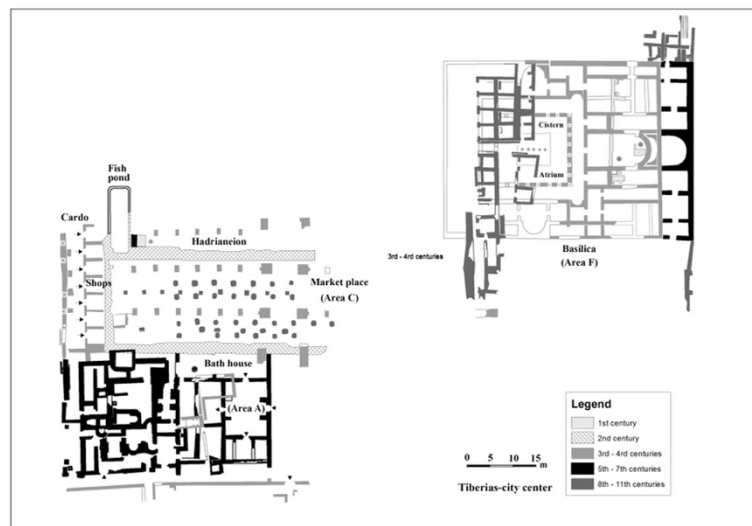 Fish
pond
Cardo
Hadrianeion
Shops
Market place
(Area C)
Bath house
(Area A)
Cistern
Atrium
3rd - 4rd centuries
Basilica
(Area F)
0 5 10 15
m
Tiberias-city center
Legend
1st century
2nd century
3rd - 4rd centuries
5th - 7th centuries
8th - 11th centuries